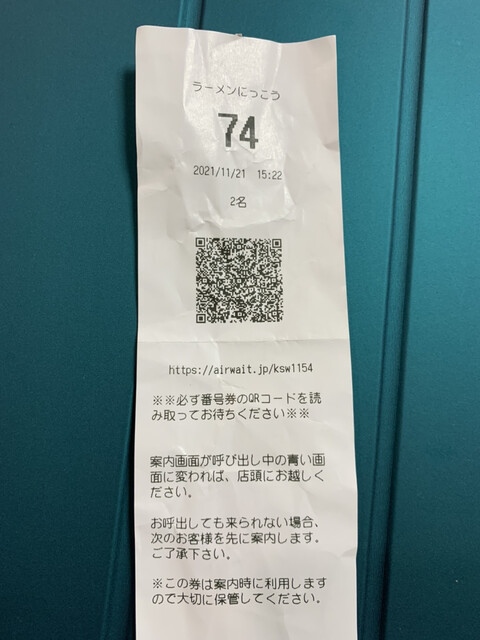 ラーメンにっこう
74
2021/11/21 15:22
2名
https://airwait.jp/ksw1154
※※必ず番号券のQRコードを読
み取ってお待ちください※※
案内画面が呼び出し中の青い画
面に変われば、店頭にお越しく
ださい。
お呼出しても来られない場合、
次のお客様を先に案内します。
ご了承下さい。
※この券は案内時に利用します
ので大切に保管してください。